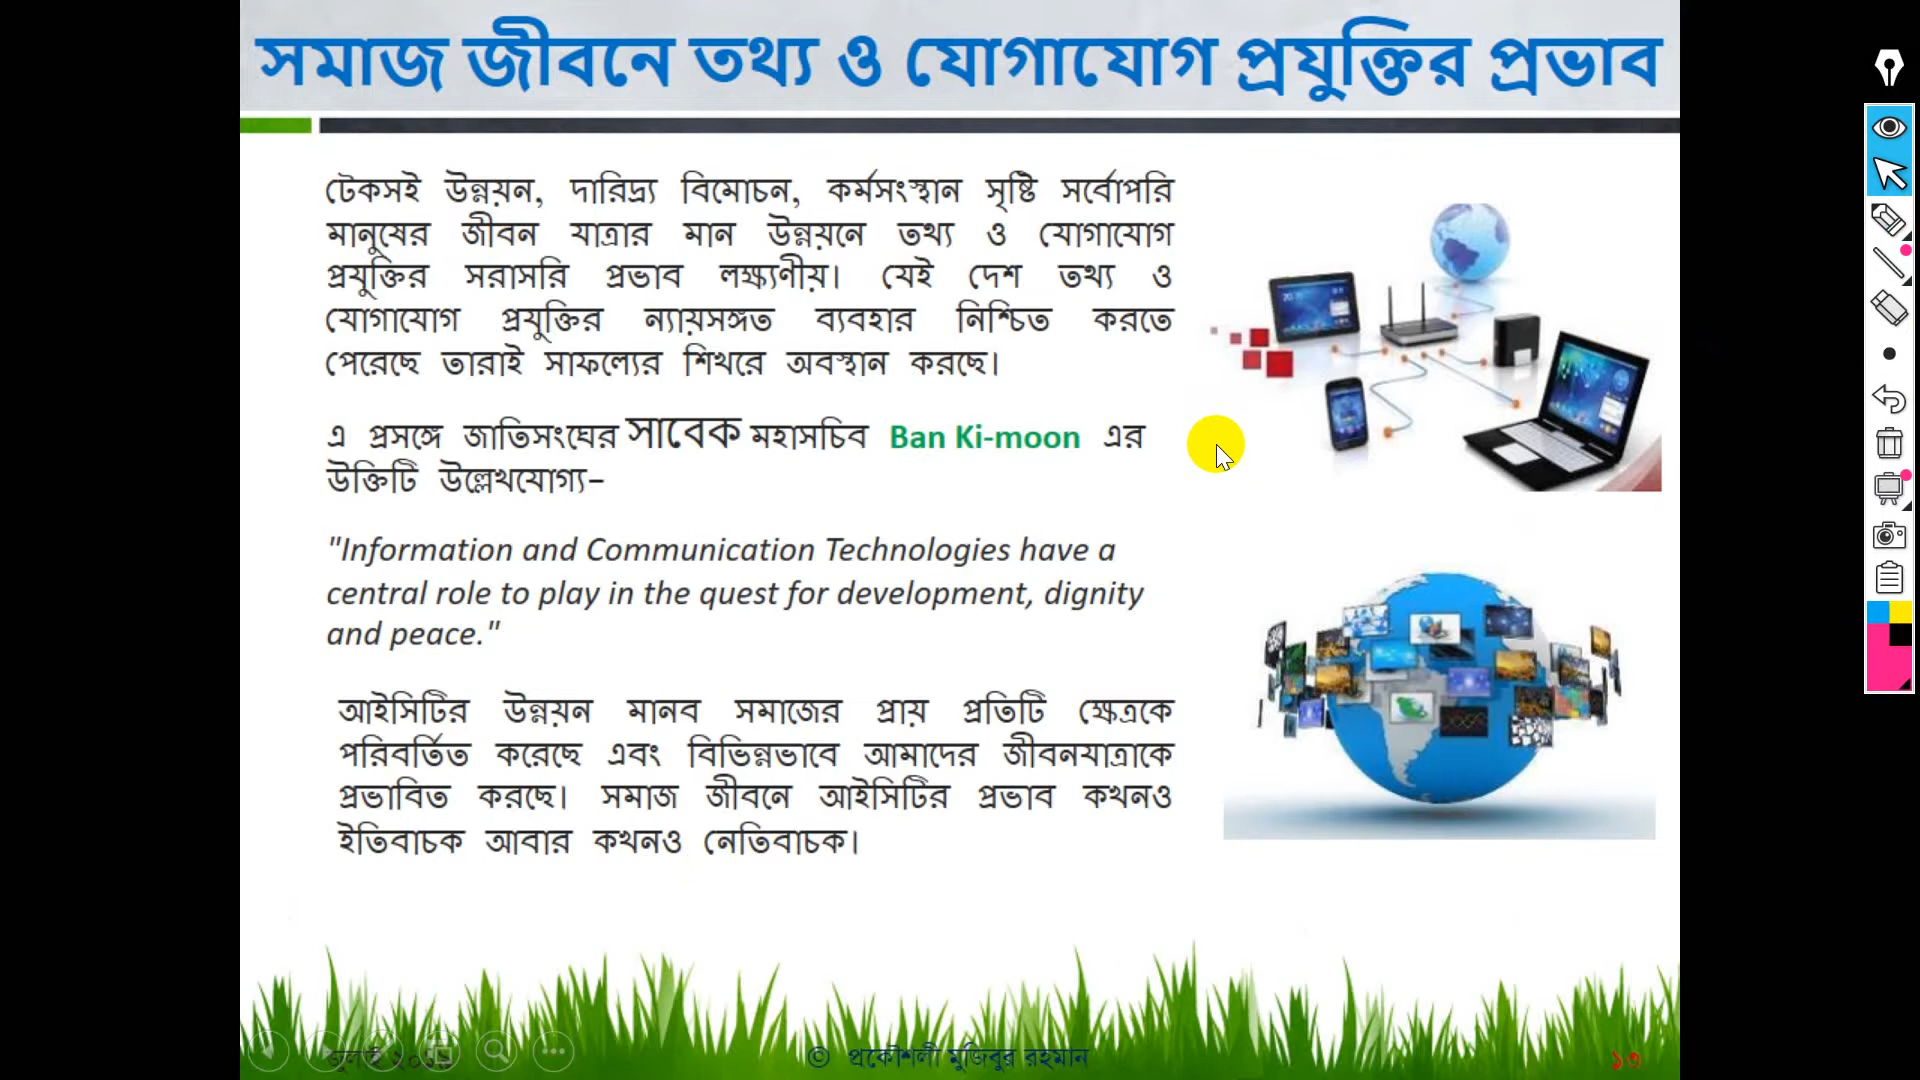 সমাজ জীবনে তথ্য ও যোগাযোগ প্রযুক্তির প্রভাব
টেকসই উন্নয়ন, দারিদ্র্য বিমোচন, কর্মসংস্থান সৃষ্টি সর্বোপরি
মানুষের জীবন যাত্রার মান উন্নয়নে তথ্য ও যোগাযোগ
প্রযুক্তির সরাসরি প্রভাব লক্ষ্যণীয়। যেই দেশ তথ্য ও
যোগাযোগ প্রযুক্তির ন্যায়সঙ্গত ব্যবহার নিশ্চিত করতে
পেরেছে তারাই সাফল্যের শিখরে অবস্থান করছে।
এ প্রসঙ্গে জাতিসংঘের সাবেক মহাসচিব Ban Ki-moon এর
উক্তিটি উল্লেখযোগ্য–
"Information and Communication Technologies have a
central role to play in the quest for development, dignity
and peace."
আইসিটির উন্নয়ন মানব সমাজের প্রায় প্রতিটি ক্ষেত্রকে
পরিবর্তিত করেছে এবং বিভিন্নভাবে আমাদের জীবনযাত্রাকে
প্রভাবিত করছে। সমাজ জীবনে আইসিটির প্রভাব কখনও
ইতিবাচক আবার কখনও নেতিবাচক।
© প্রকৌশলী মুজিবুর রহমান
১৩